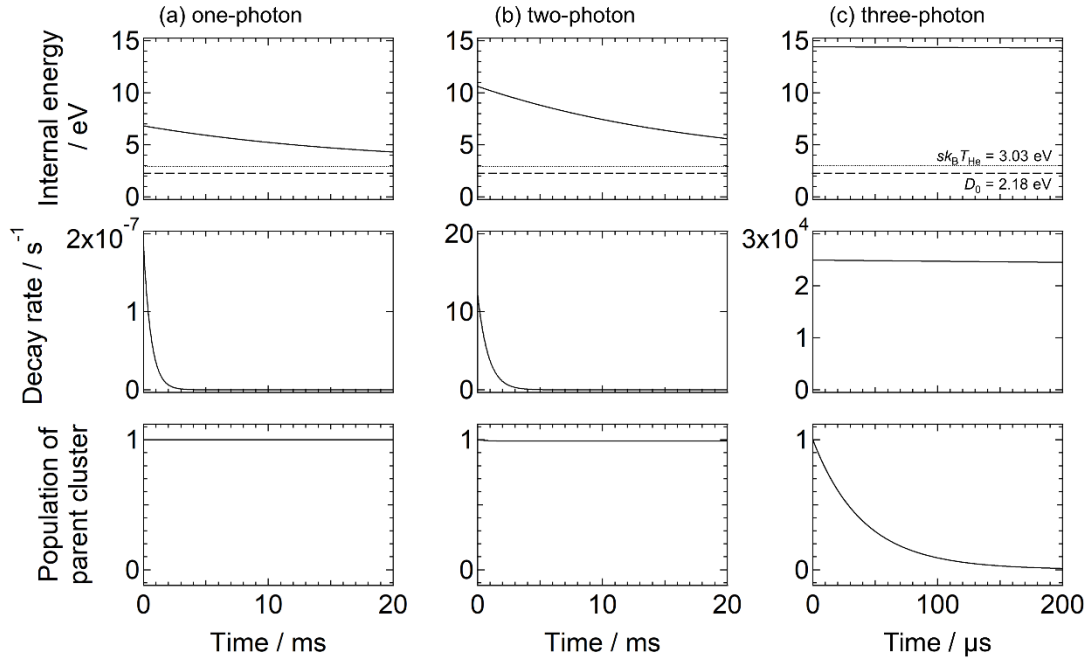 (a) one-photon
(b) two-photon
(c) three-photon
Internal energy
/ eV
15
10
5
0
15
10
5
0
15
10
5
0
sk_B T_He = 3.03 eV
D_0 = 2.18 eV
Decay rate / s⁻¹
2x10⁻⁷
1
0
20
10
0
3x10⁴
2
1
0
Population of
parent cluster
1
0
1
0
1
0
0 10 20
0 10 20
0 100 200
Time / ms
Time / ms
Time / μs